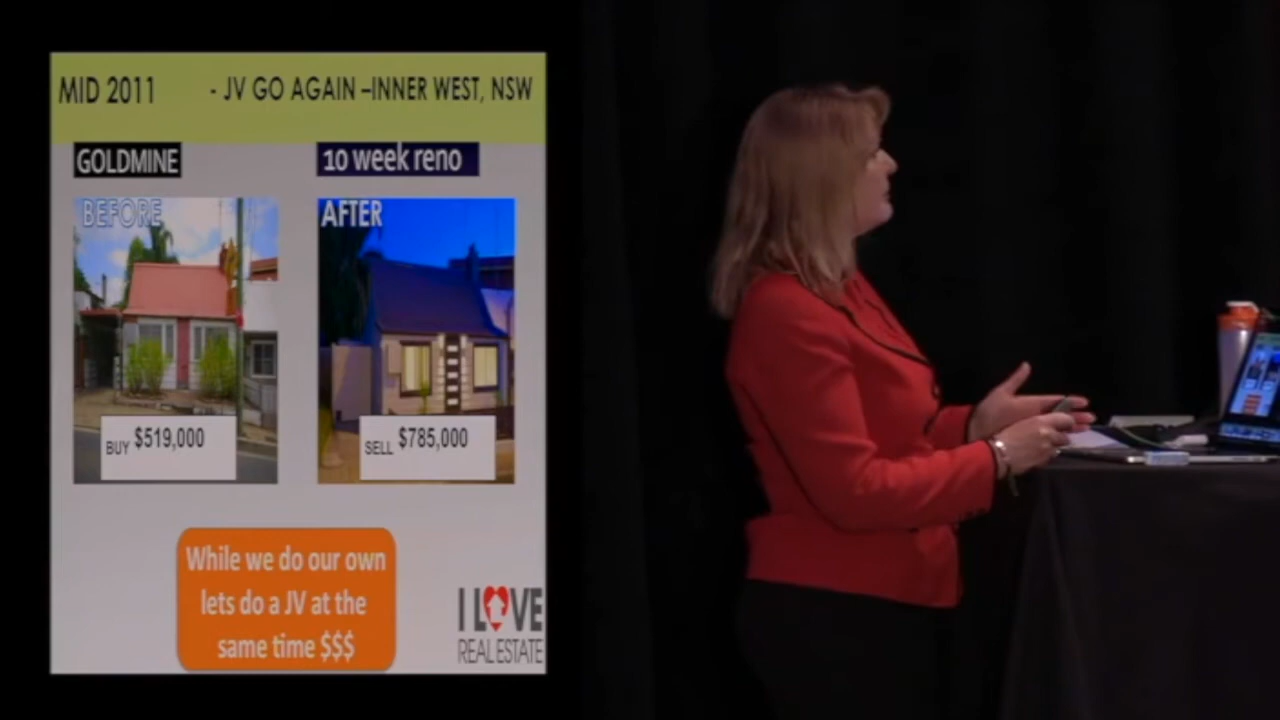 MID 2011 - JV GO AGAIN –INNER WEST, NSW
GOLDMINE
10 week reno
BEFORE
AFTER
BUY $519,000
SELL $785,000
While we do our own
lets do a JV at the
same time $$$
I LOVE
REAL ESTATE